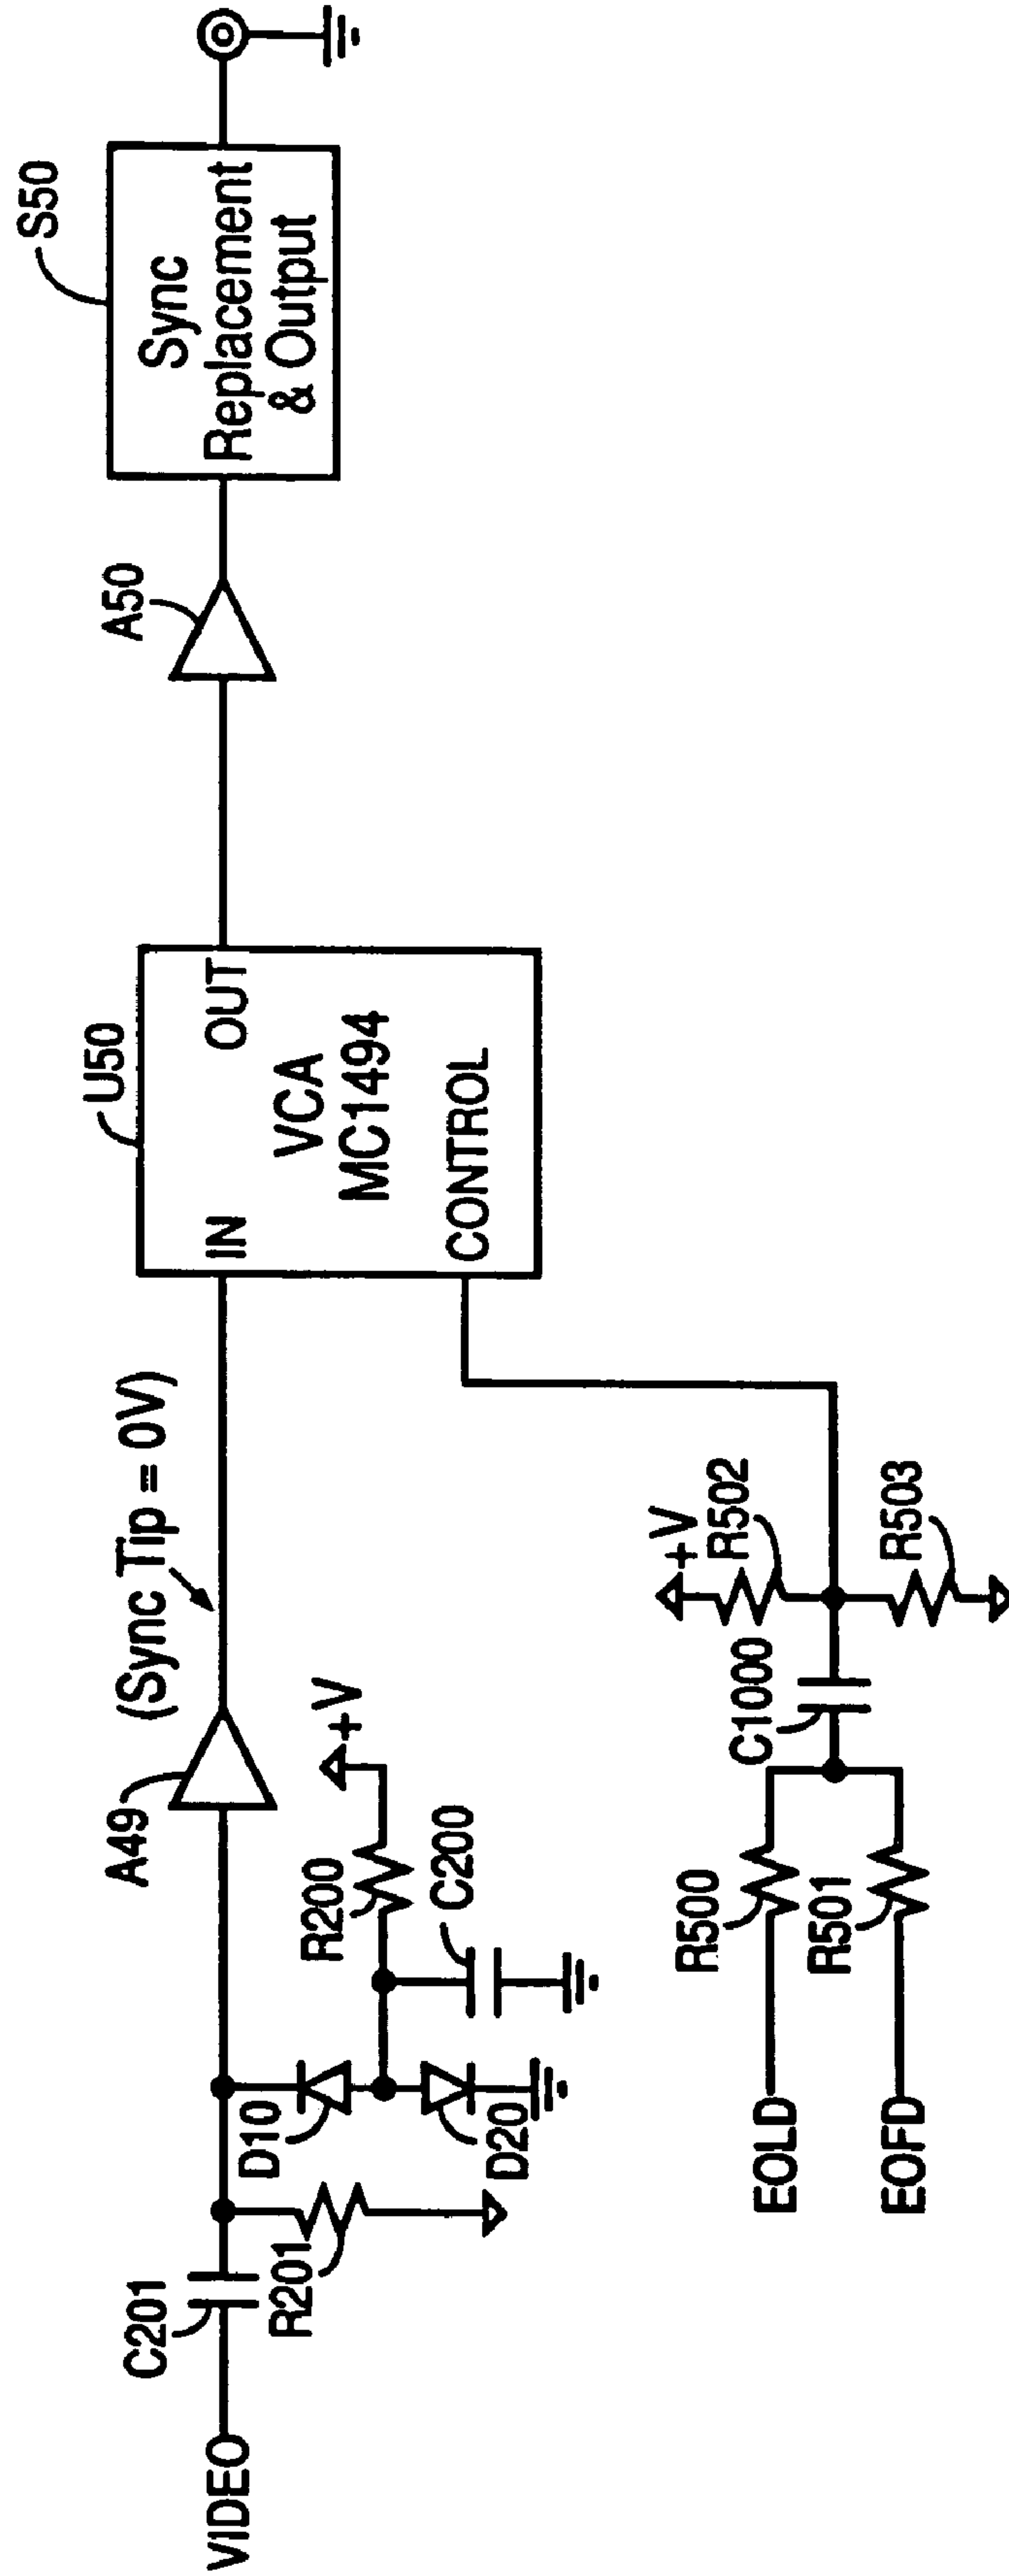 VIDEO
C201
R201
D10
D20
R200
+V
C200
A49
(Sync Tip = 0V)
U50
IN
OUT
VCA
MC1494
CONTROL
A50
S50
Sync
Replacement
& Output
EOLD
EOFD
R500
R501
C1000
+V
R502
R503